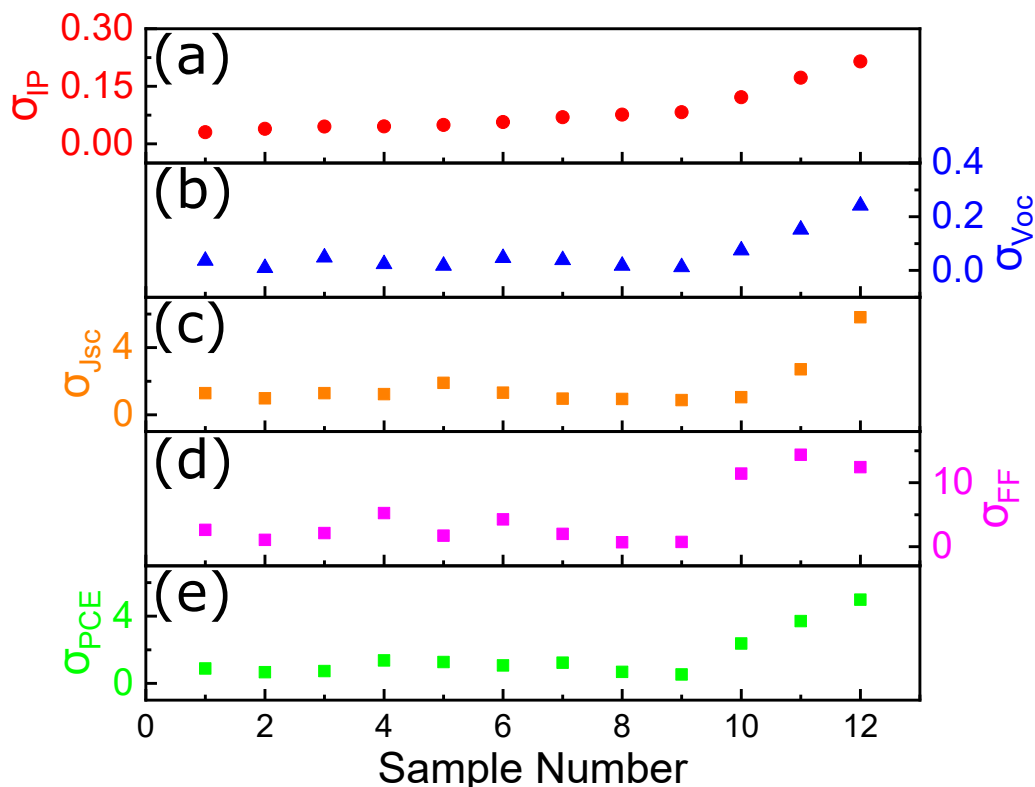 (a)
σIP
0.30
0.15
0.00
(b)
0.4
0.2
0.0
σVoc
(c)
σJsc
4
0
(d)
10
0
σFF
(e)
σPCE
4
0
0 2 4 6 8 10 12
Sample Number